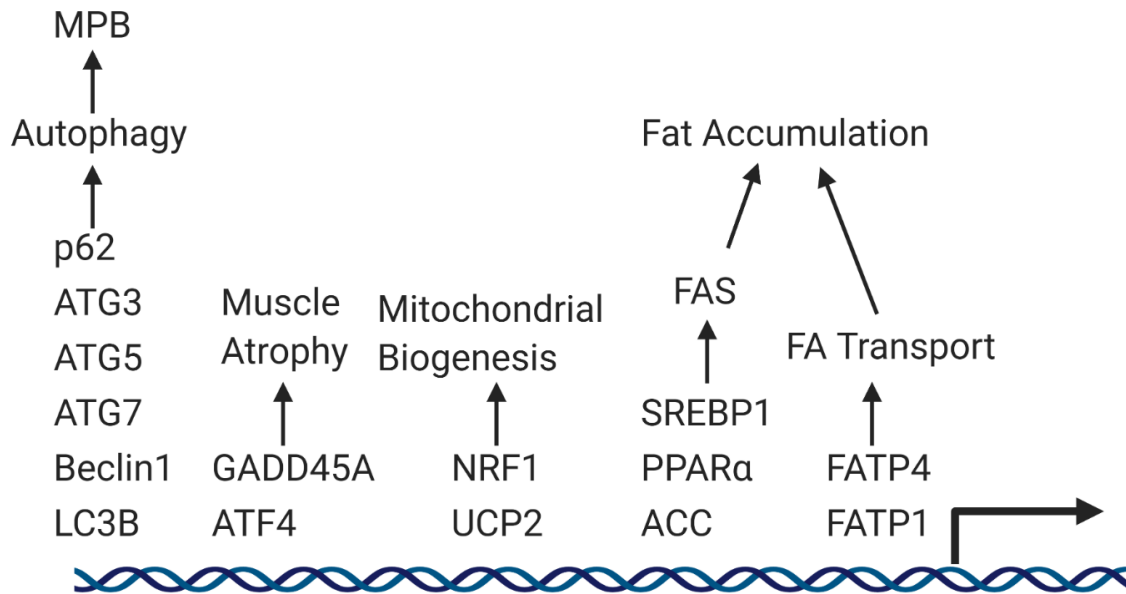 MPB
Autophagy
p62
ATG3
ATG5
ATG7
Beclin1
LC3B
Muscle
Atrophy
GADD45A
ATF4
Mitochondrial
Biogenesis
NRF1
UCP2
Fat Accumulation
FAS
SREBP1
PPARα
ACC
FA Transport
FATP4
FATP1